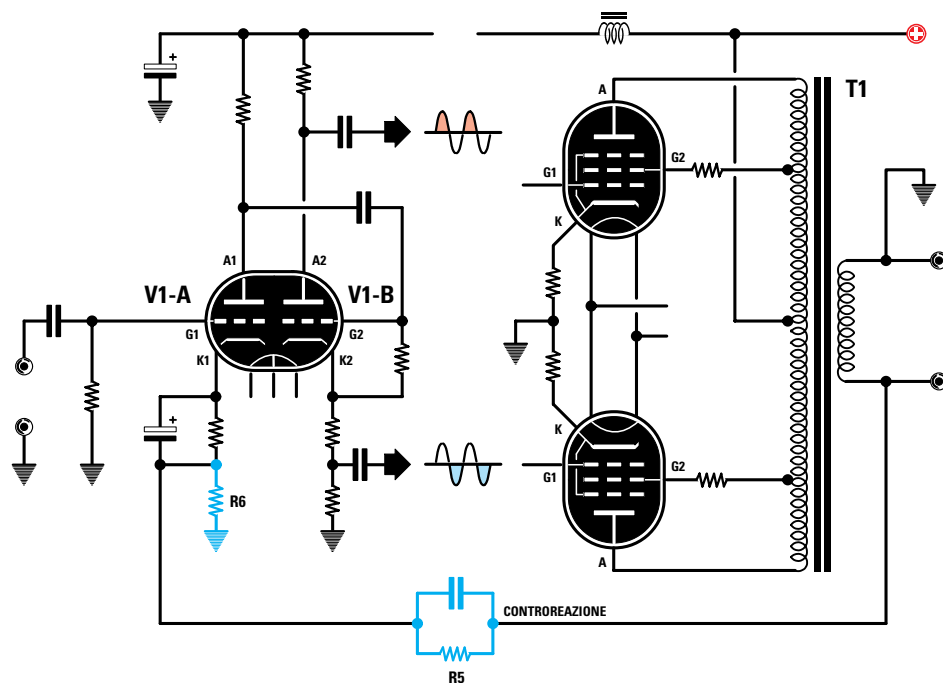 +
+
A
T1
G1
G2
K
A1
A2
V1-A
V1-B
G1
G2
K1
K2
+
K
G1
G2
R6
A
CONTROREAZIONE
R5